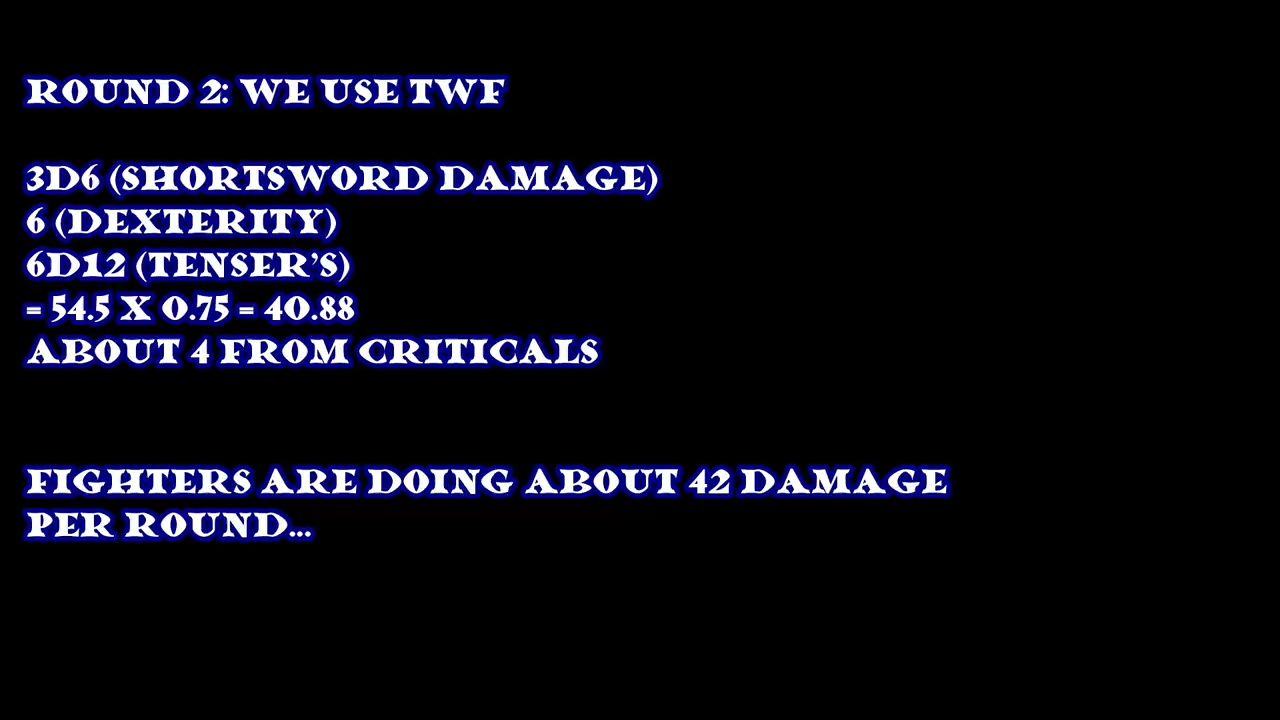 ROUND 2: WE USE TWF
3D6 (SHORTSWORD DAMAGE)
6 (DEXTERITY)
6D12 (TENSER'S)
= 54.5 X 0.75 = 40.88
ABOUT 4 FROM CRITICALS
FIGHTERS ARE DOING ABOUT 42 DAMAGE
PER ROUND...